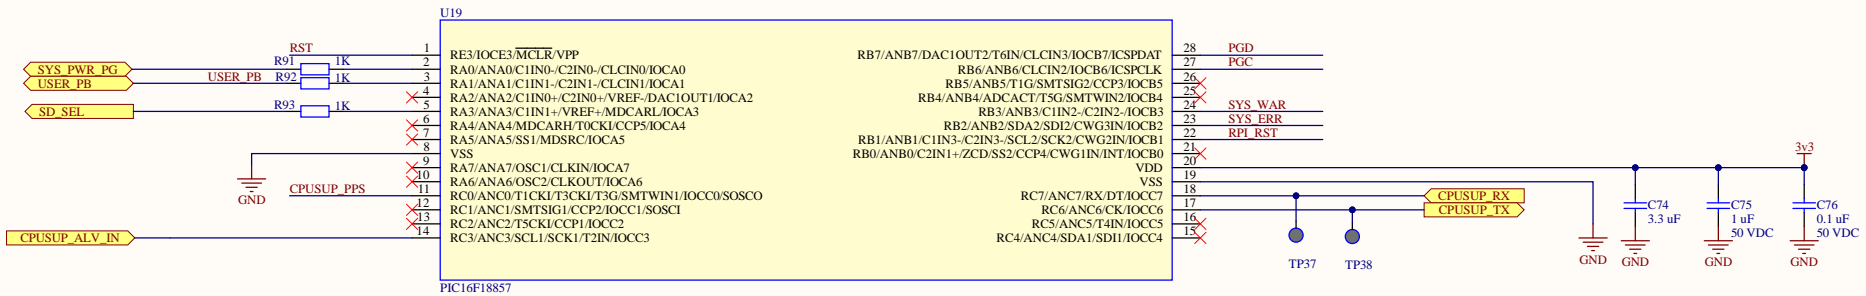 U19
RST 1 RE3/IOCE3/MCLR/VPP
SYS_PWR_PG R91 1K 2 RA0/ANA0/C1IN0-/C2IN0-/CLCIN0/IOCA0
USER_PB USER_PB R92 1K 3 RA1/ANA1/C1IN1-/C2IN1-/CLCIN1/IOCA1
4 RA2/ANA2/C1IN0+/C2IN0+/VREF-/DAC1OUT1/IOCA2
SD_SEL R93 1K 5 RA3/ANA3/C1IN1+/VREF+/MDCARL/IOCA3
6 RA4/ANA4/MDCARH/T0CKI/CCP5/IOCA4
7 RA5/ANA5/SS1/MDSRC/IOCA5
8 VSS
GND
9 RA7/ANA7/OSC1/CLKIN/IOCA7
10 RA6/ANA6/OSC2/CLKOUT/IOCA6
CPUSUP_PPS 11 RC0/ANC0/T1CKI/T3CKI/T3G/SMTWIN1/IOCC0/SOSCO
12 RC1/ANC1/SMTSIG1/CCP2/IOCC1/SOSCI
13 RC2/ANC2/T5CKI/CCP1/IOCC2
CPUSUP_ALV_IN 14 RC3/ANC3/SCL1/SCK1/T2IN/IOCC3
RB7/ANB7/DAC1OUT2/T6IN/CLCIN3/IOCB7/ICSPDAT 28 PGD
RB6/ANB6/CLCIN2/IOCB6/ICSPCLK 27 PGC
RB5/ANB5/T1G/SMTSIG2/CCP3/IOCB5 26
RB4/ANB4/ADCACT/T5G/SMTWIN2/IOCB4 25
RB3/ANB3/C1IN2-/C2IN2-/IOCB3 24 SYS_WAR
RB2/ANB2/SDA2/SDI2/CWG3IN/IOCB2 23 SYS_ERR
RB1/ANB1/C1IN3-/C2IN3-/SCL2/SCK2/CWG2IN/IOCB1 22 RPI_RST
RB0/ANB0/C2IN1+/ZCD/SS2/CCP4/CWG1IN/INT/IOCB0 21
VDD 20 3v3
VSS 19
RC7/ANC7/RX/DT/IOCC7 18 CPUSUP_RX
RC6/ANC6/CK/IOCC6 17 CPUSUP_TX
RC5/ANC5/T4IN/IOCC5 16
RC4/ANC4/SDA1/SDI1/IOCC4 15
TP37
TP38
GND
C74
3.3 uF
GND
C75
1 uF
50 VDC
GND
C76
0.1 uF
50 VDC
GND
PIC16F18857